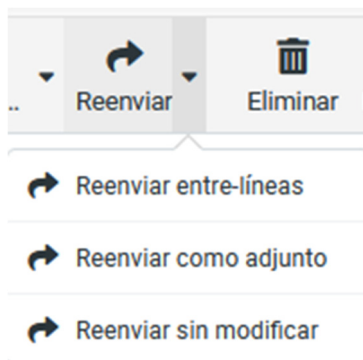 ..
Reenviar
Eliminar
Reenviar entre-líneas
Reenviar como adjunto
Reenviar sin modificar